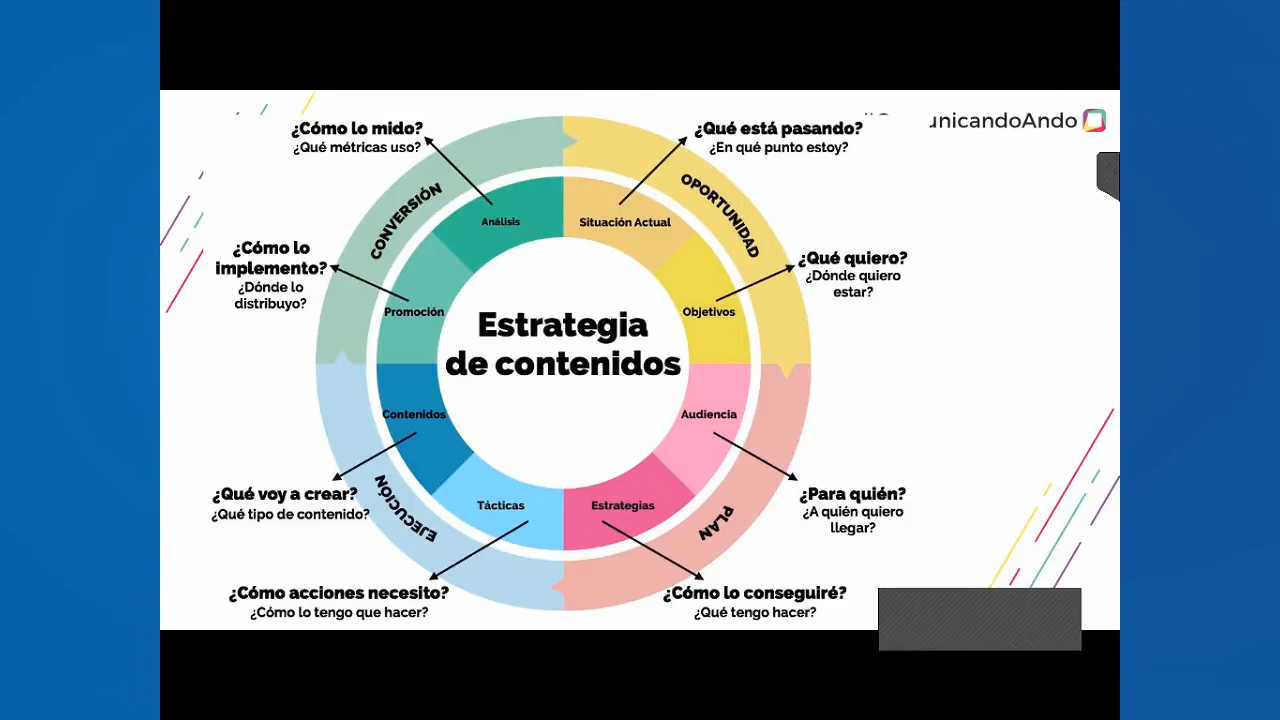 ¿Cómo lo mido?
¿Qué métricas uso?
¿Qué está pasando?
¿En qué punto estoy?
CONVERSIÓN
OPORTUNIDAD
Análisis
Situación Actual
¿Cómo lo
implemento?
¿Dónde lo
distribuyo?
¿Qué quiero?
¿Dónde quiero
estar?
Promoción
Objetivos
Estrategia
de contenidos
Contenidos
Audiencia
¿Qué voy a crear?
¿Qué tipo de contenido?
¿Para quién?
¿A quién quiero
llegar?
Tácticas
Estrategias
EJECUCIÓN
PLAN
¿Cómo acciones necesito?
¿Cómo lo tengo que hacer?
¿Cómo lo conseguiré?
¿Qué tengo hacer?